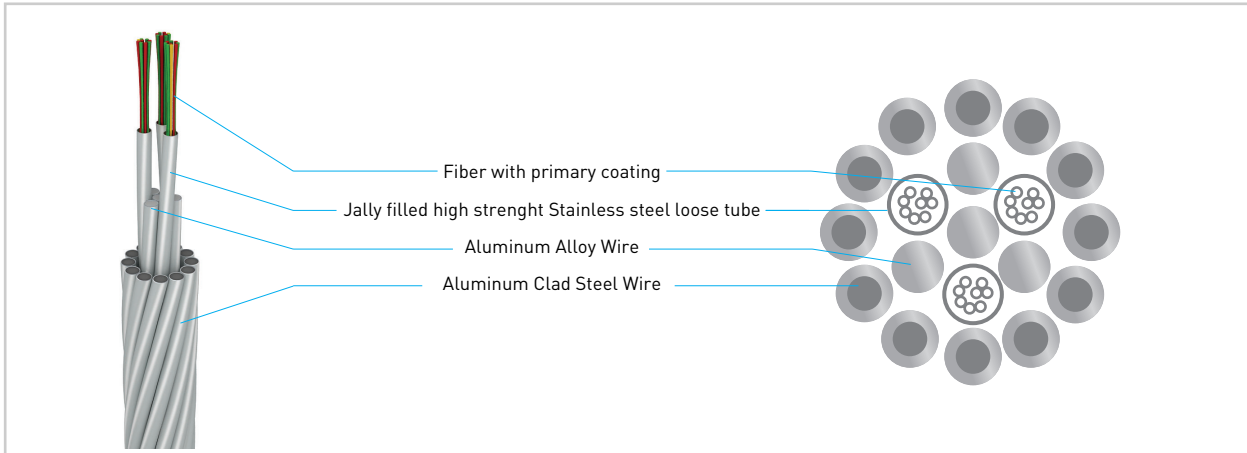 Fiber with primary coating
Jally filled high strenght Stainless steel loose tube
Aluminum Alloy Wire
Aluminum Clad Steel Wire